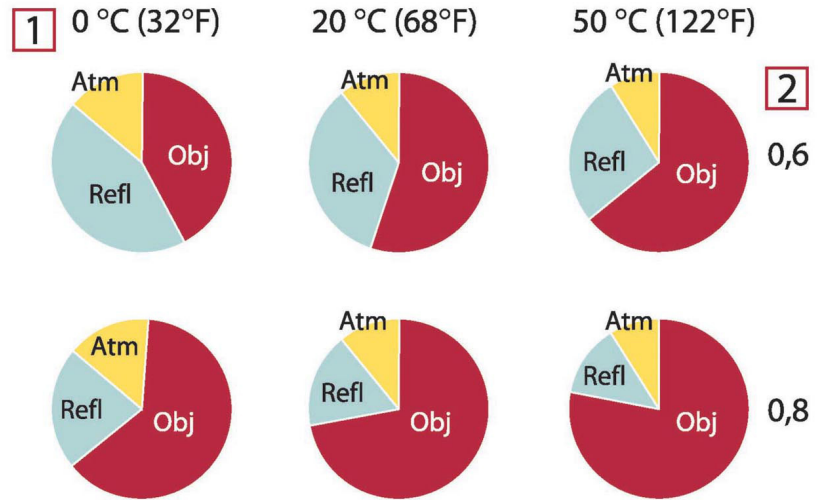 1 0 °C (32°F) 20 °C (68°F) 50 °C (122°F)
Atm Atm Atm
2
Obj Refl Obj Refl Obj Refl 0,6
Atm Atm Atm
Refl Obj Refl Obj Refl Obj 0,8